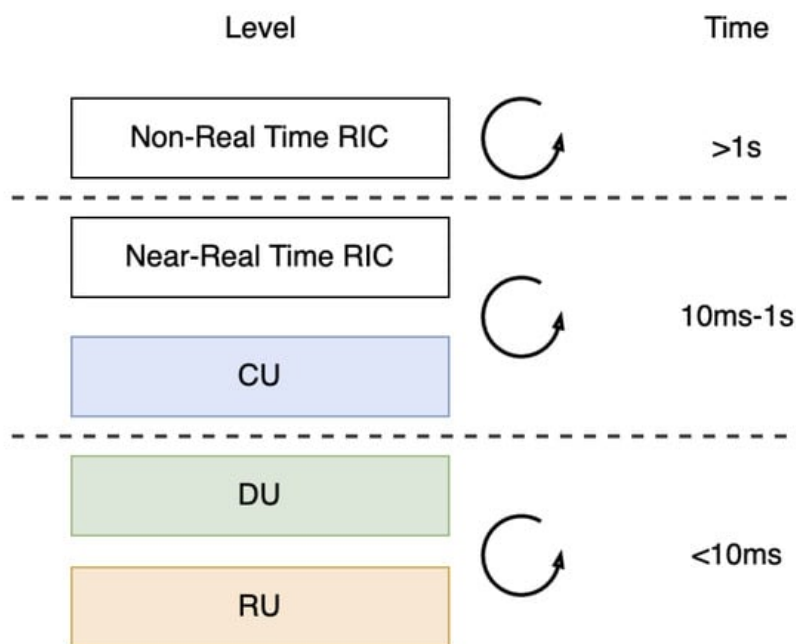 Level
Time
Non-Real Time RIC
>1s
Near-Real Time RIC
10ms-1s
CU
DU
<10ms
RU